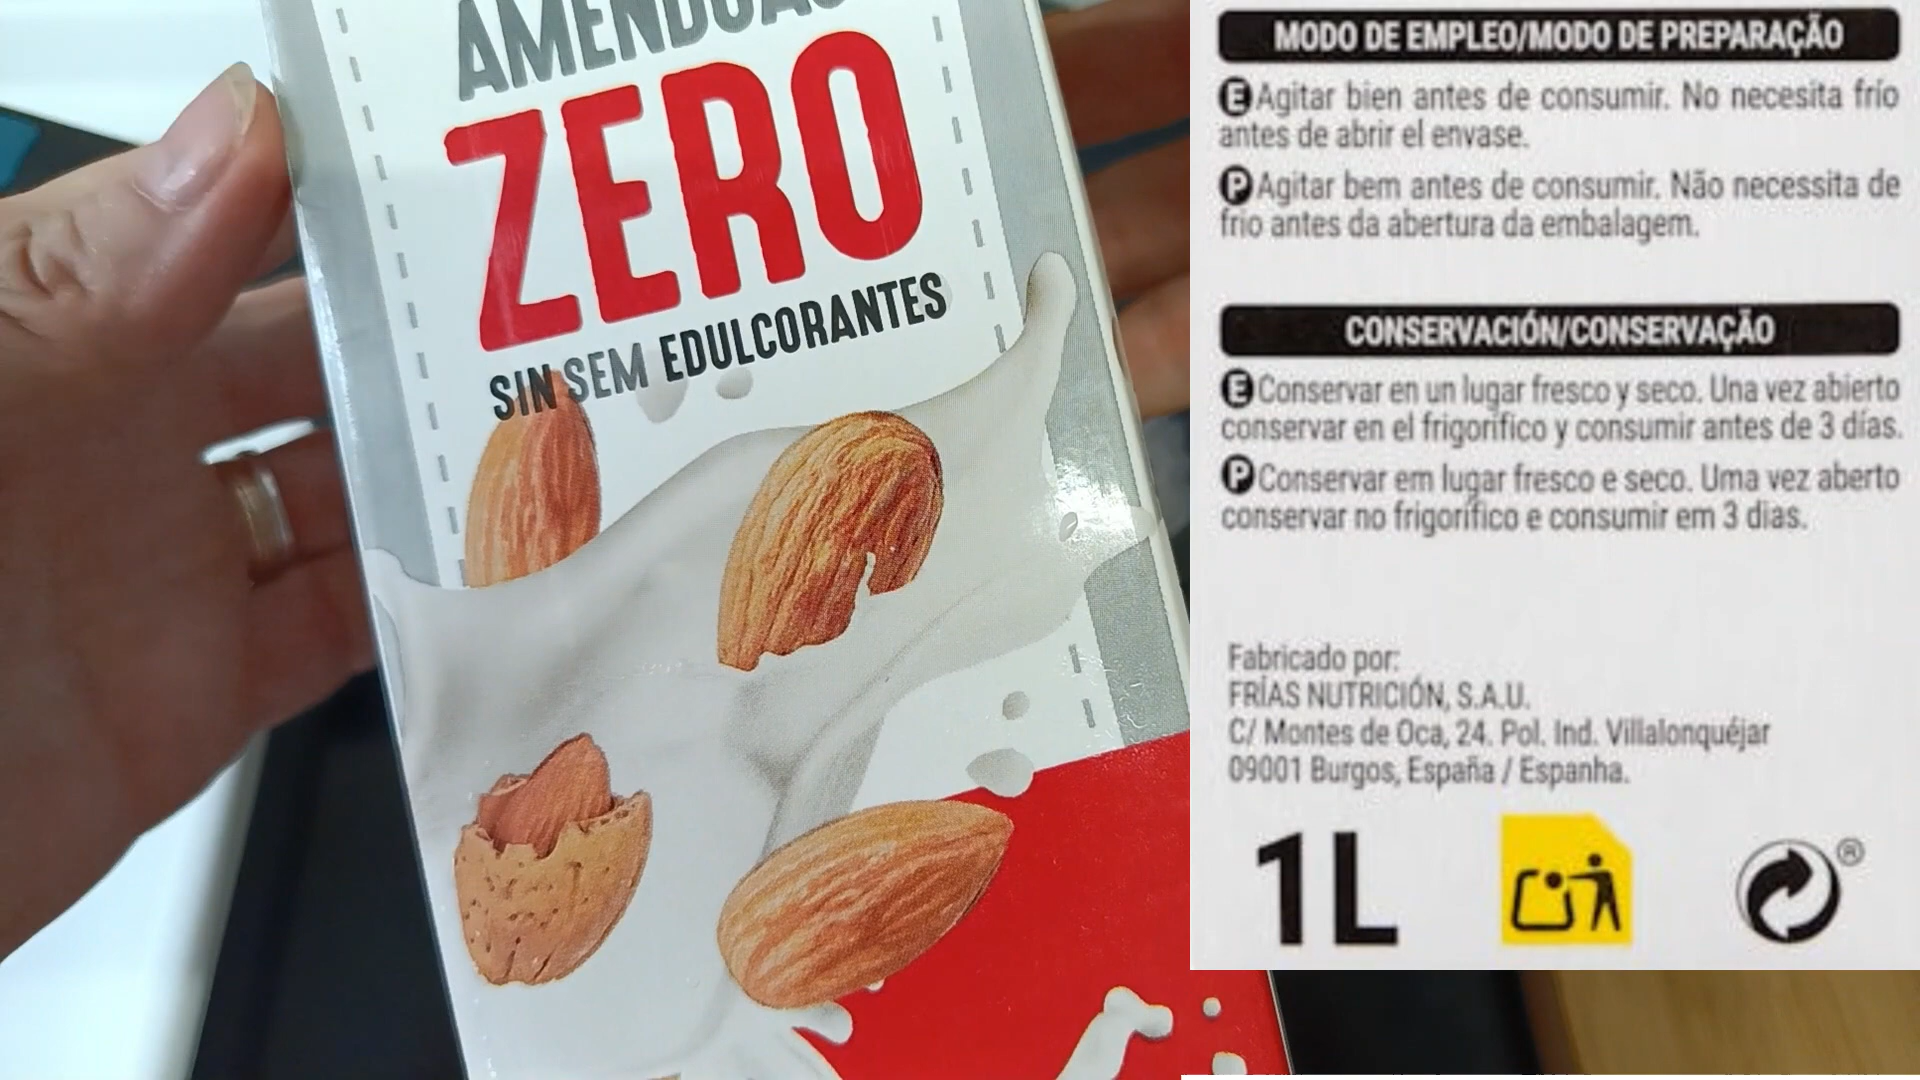 AMÊNDOAS
ZERO
SIN SEM EDULCORANTES
MODO DE EMPLEO/MODO DE PREPARAÇÃO
E Agitar bien antes de consumir. No necesita frío
antes de abrir el envase.
P Agitar bem antes de consumir. Não necessita de
frio antes da abertura da embalagem.
CONSERVACIÓN/CONSERVAÇÃO
E Conservar en un lugar fresco y seco. Una vez abierto
conservar en el frigorífico y consumir antes de 3 días.
P Conservar em lugar fresco e seco. Uma vez aberto
conservar no frigorífico e consumir em 3 dias.
Fabricado por:
FRÍAS NUTRICIÓN, S.A.U.
C/ Montes de Oca, 24. Pol. Ind. Villalonquéjar
09001 Burgos, España / Espanha.
1L
®